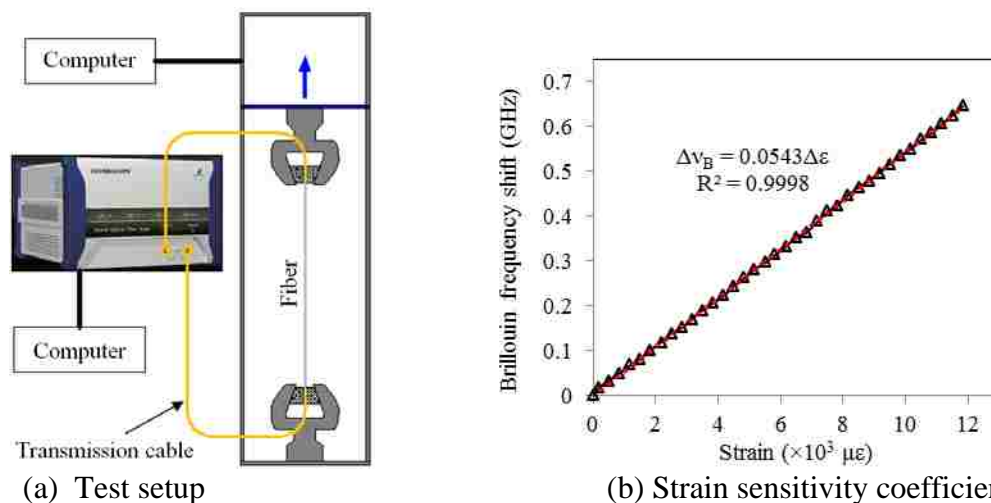 Computer
Fiber
Computer
Transmission cable
(a) Test setup
Brillouin frequency shift (GHz)
0.7
0.6
0.5
0.4
0.3
0.2
0.1
0
Δν_B = 0.0543Δε
R² = 0.9998
0 2 4 6 8 10 12
Strain (×10³ με)
(b) Strain sensitivity coefficien